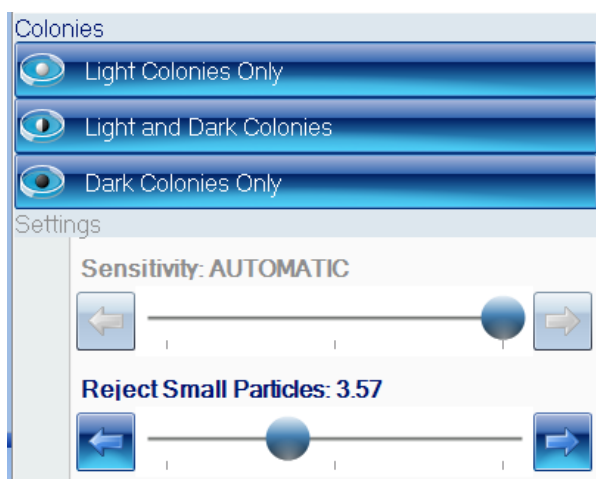 Colonies
Light Colonies Only
Light and Dark Colonies
Dark Colonies Only
Settings
Sensitivity: AUTOMATIC
Reject Small Particles: 3.57